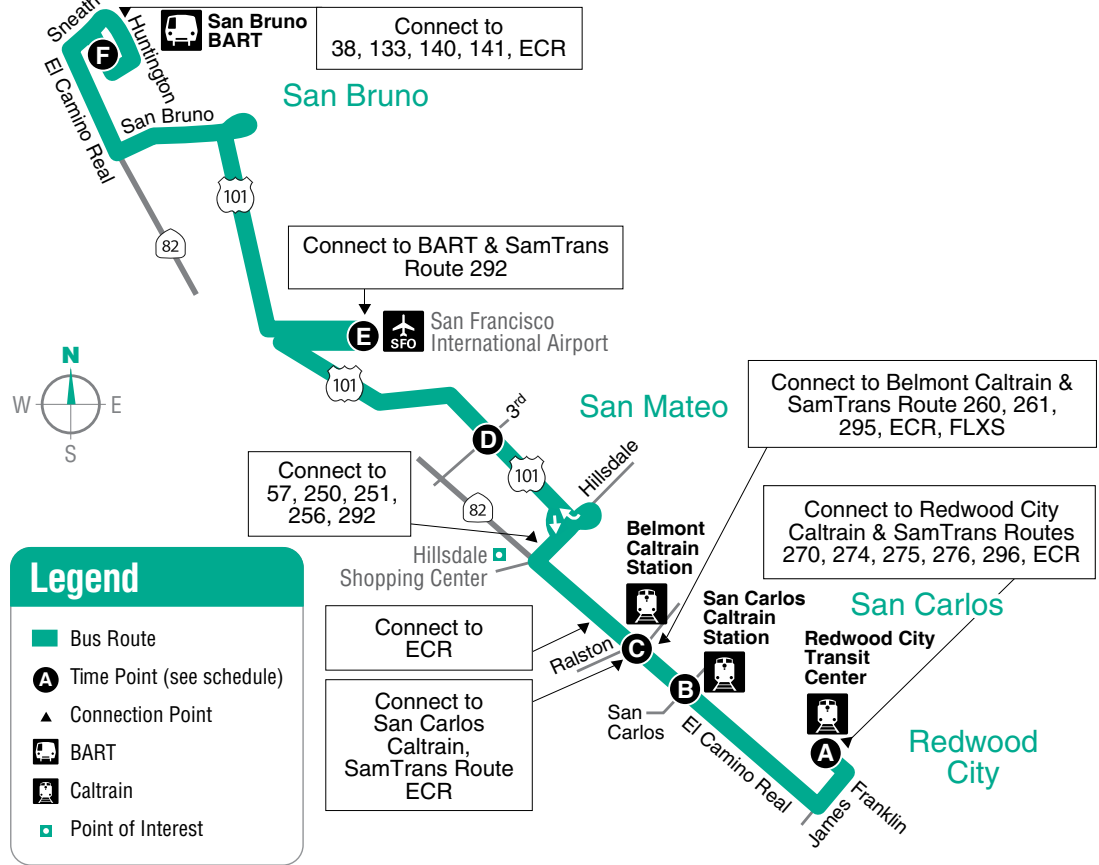 Sneath
Huntington
F
San Bruno
BART
Connect to
38, 133, 140, 141, ECR
El Camino Real
San Bruno
San Bruno
101
82
Connect to BART & SamTrans
Route 292
E
SFO
San Francisco
International Airport
N
W
E
S
101
3rd
D
San Mateo
101
Hillsdale
82
Connect to
57, 250, 251,
256, 292
Hillsdale
Shopping Center
Connect to Belmont Caltrain &
SamTrans Route 260, 261,
295, ECR, FLXS
Connect to Redwood City
Caltrain & SamTrans Routes
270, 274, 275, 276, 296, ECR
Belmont
Caltrain
Station
San Carlos
Caltrain
Station
San Carlos
Redwood City
Transit
Center
Connect to
ECR
Ralston
C
B
San
Carlos
Connect to
San Carlos
Caltrain,
SamTrans Route
ECR
El Camino Real
A
Redwood
City
Franklin
James
Legend
Bus Route
A Time Point (see schedule)
Connection Point
BART
Caltrain
Point of Interest